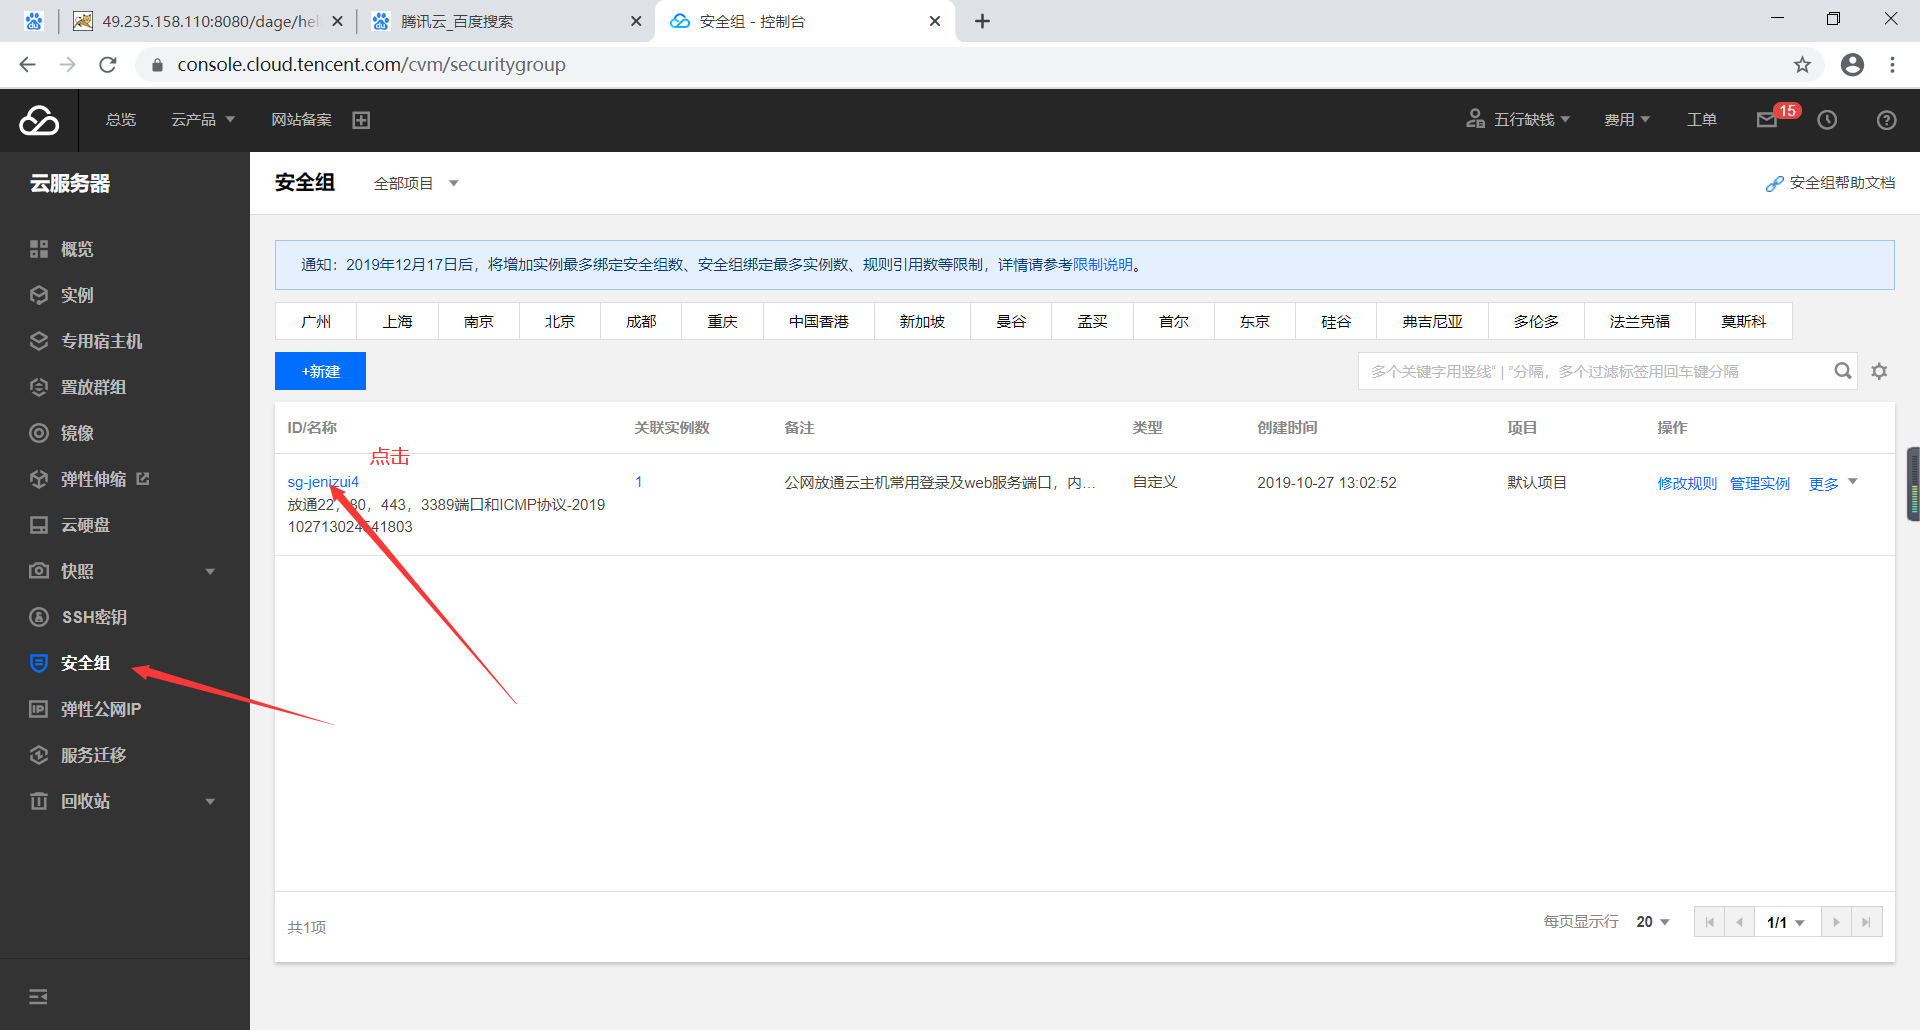 49.235.158.110:8080/dage/hel
腾讯云_百度搜索
安全组 - 控制台
console.cloud.tencent.com/cvm/securitygroup
总览
云产品
网站备案
五行缺钱
费用
工单
15
云服务器
概览
实例
专用宿主机
置放群组
镜像
弹性伸缩
云硬盘
快照
SSH密钥
安全组
IP
弹性公网IP
服务迁移
回收站
安全组
全部项目
安全组帮助文档
通知：2019年12月17日后，将增加实例最多绑定安全组数、安全组绑定最多实例数、规则引用数等限制，详情请参考限制说明。
广州
上海
南京
北京
成都
重庆
中国香港
新加坡
曼谷
孟买
首尔
东京
硅谷
弗吉尼亚
多伦多
法兰克福
莫斯科
+新建
多个关键字用竖线" | "分隔，多个过滤标签用回车键分隔
ID/名称
关联实例数
备注
类型
创建时间
项目
操作
点击
sg-jenizui4
放通22，80，443，3389端口和ICMP协议-2019
1
公网放通云主机常用登录及web服务端口，内…
自定义
2019-10-27 13:02:52
默认项目
修改规则
管理实例
更多
共1项
每页显示行
20
1/1